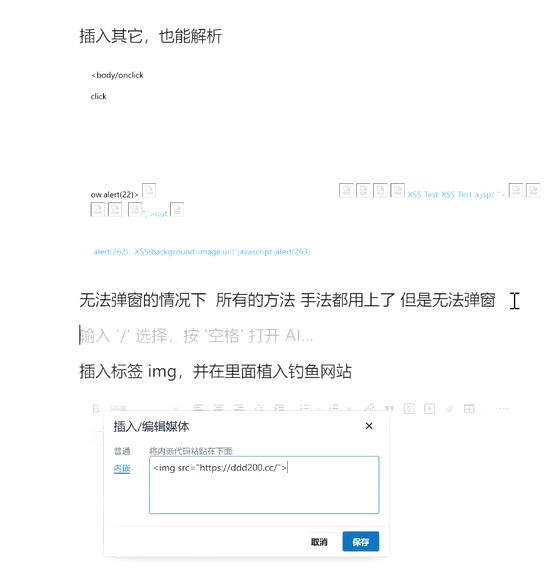 插入其它，也能解析
<body/onclick
click
ow.alert(22)>
XSS Test XSS Test a.jsp/ ">
";'>out
alert(262); .XSS{background-image:url("javascript:alert(263)
无法弹窗的情况下 所有的方法 手法都用上了 但是无法弹窗
输入 '/' 选择，按 '空格' 打开 AI...
插入标签 img，并在里面植入钓鱼网站
插入/编辑媒体
普通
将内嵌代码粘贴在下面:
内嵌
<img src="https://ddd200.cc/">
取消
保存